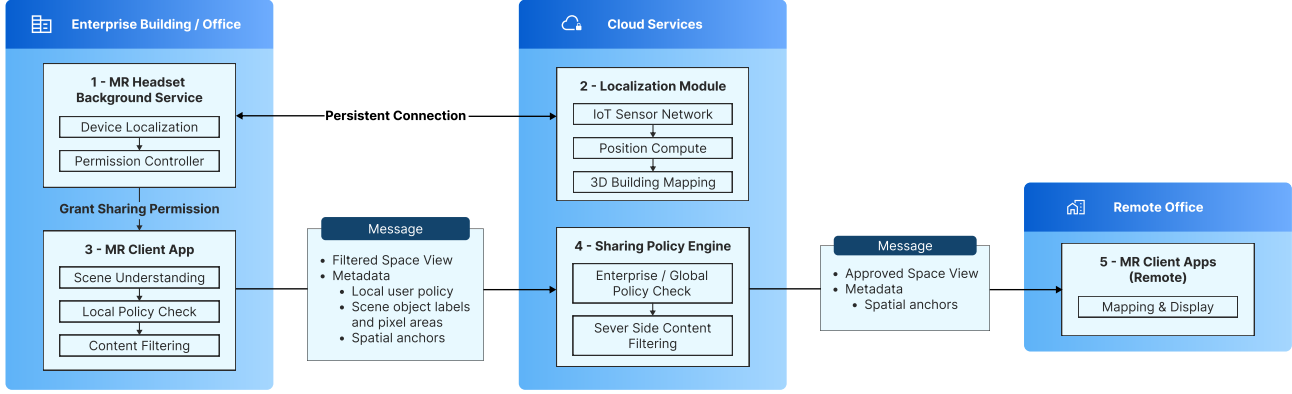 Enterprise Building / Office
1 - MR Headset
Background Service
Device Localization
Permission Controller
Grant Sharing Permission
3 - MR Client App
Scene Understanding
Local Policy Check
Content Filtering
Persistent Connection
Message
• Filtered Space View
• Metadata
• Local user policy
• Scene object labels
and pixel areas
• Spatial anchors
Cloud Services
2 - Localization Module
IoT Sensor Network
Position Compute
3D Building Mapping
4 - Sharing Policy Engine
Enterprise / Global
Policy Check
Sever Side Content
Filtering
Message
• Approved Space View
• Metadata
• Spatial anchors
Remote Office
5 - MR Client Apps
(Remote)
Mapping & Display